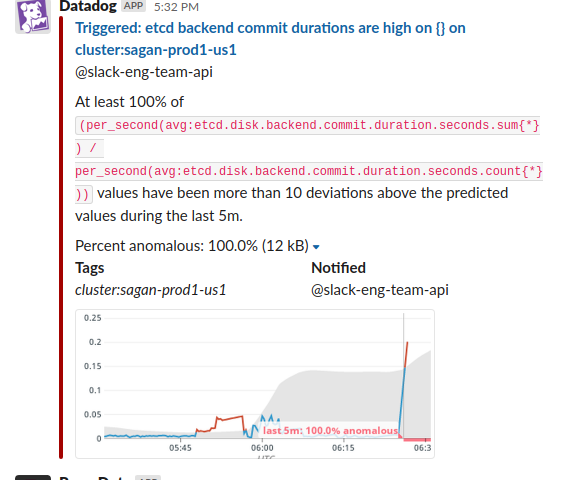 Datadog APP 5:32 PM
Triggered: etcd backend commit durations are high on {} on
cluster:sagan-prod1-us1
@slack-eng-team-api
At least 100% of
(per_second(avg:etcd.disk.backend.commit.duration.seconds.sum{*}
) /
per_second(avg:etcd.disk.backend.commit.duration.seconds.count{*}
)) values have been more than 10 deviations above the predicted
values during the last 5m.
Percent anomalous: 100.0% (12 kB)
Tags Notified
cluster:sagan-prod1-us1 @slack-eng-team-api
0.25
0.2
0.15
0.1
0.05
last 5m: 100.0% anomalous
0
05:45 06:00 06:15 06:3
UTC
APP